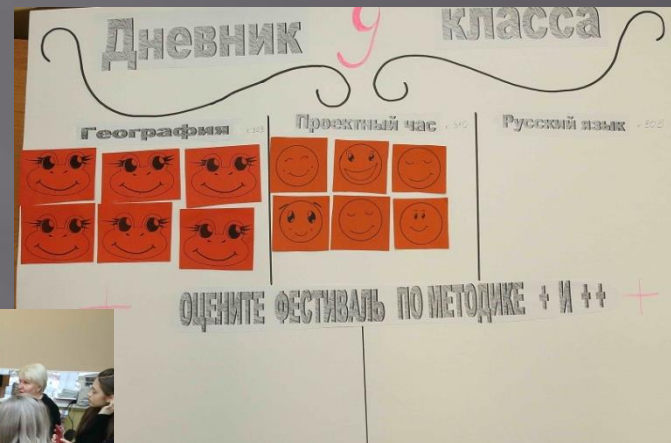 Дневник 9 класса
География
Проектный час
Русский язык
ОЦЕНИТЕ ФЕСТИВАЛЬ ПО МЕТОДИКЕ + И ++
+ +